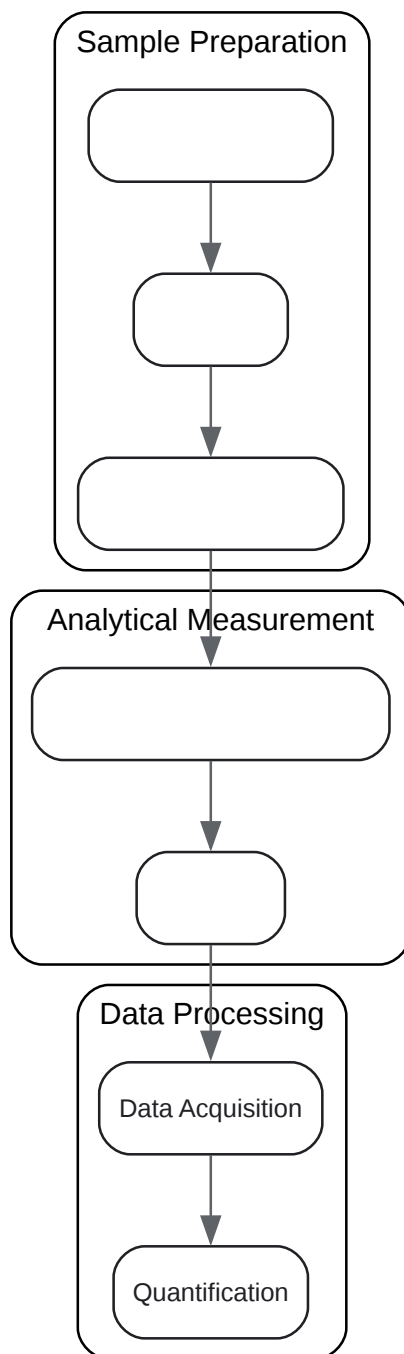 Sample Preparation
Analytical Measurement
Data Processing
Data Acquisition
Quantification